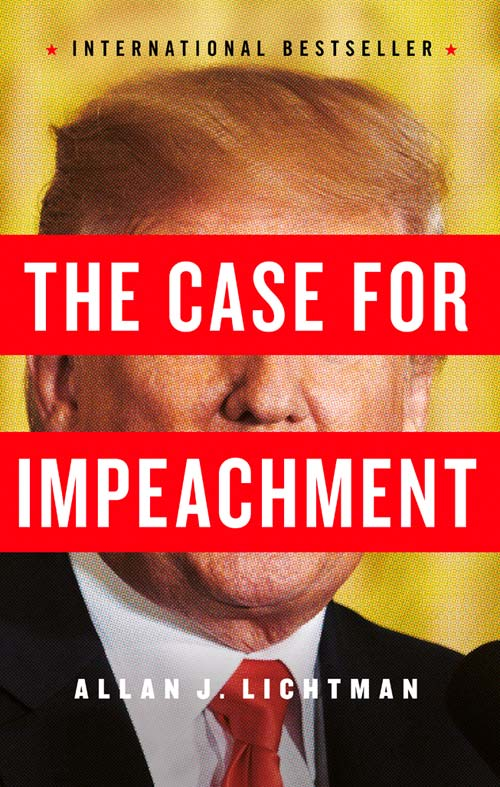 ★ INTERNATIONAL BESTSELLER ★
THE CASE FOR
IMPEACHMENT
ALLAN J. LICHTMAN